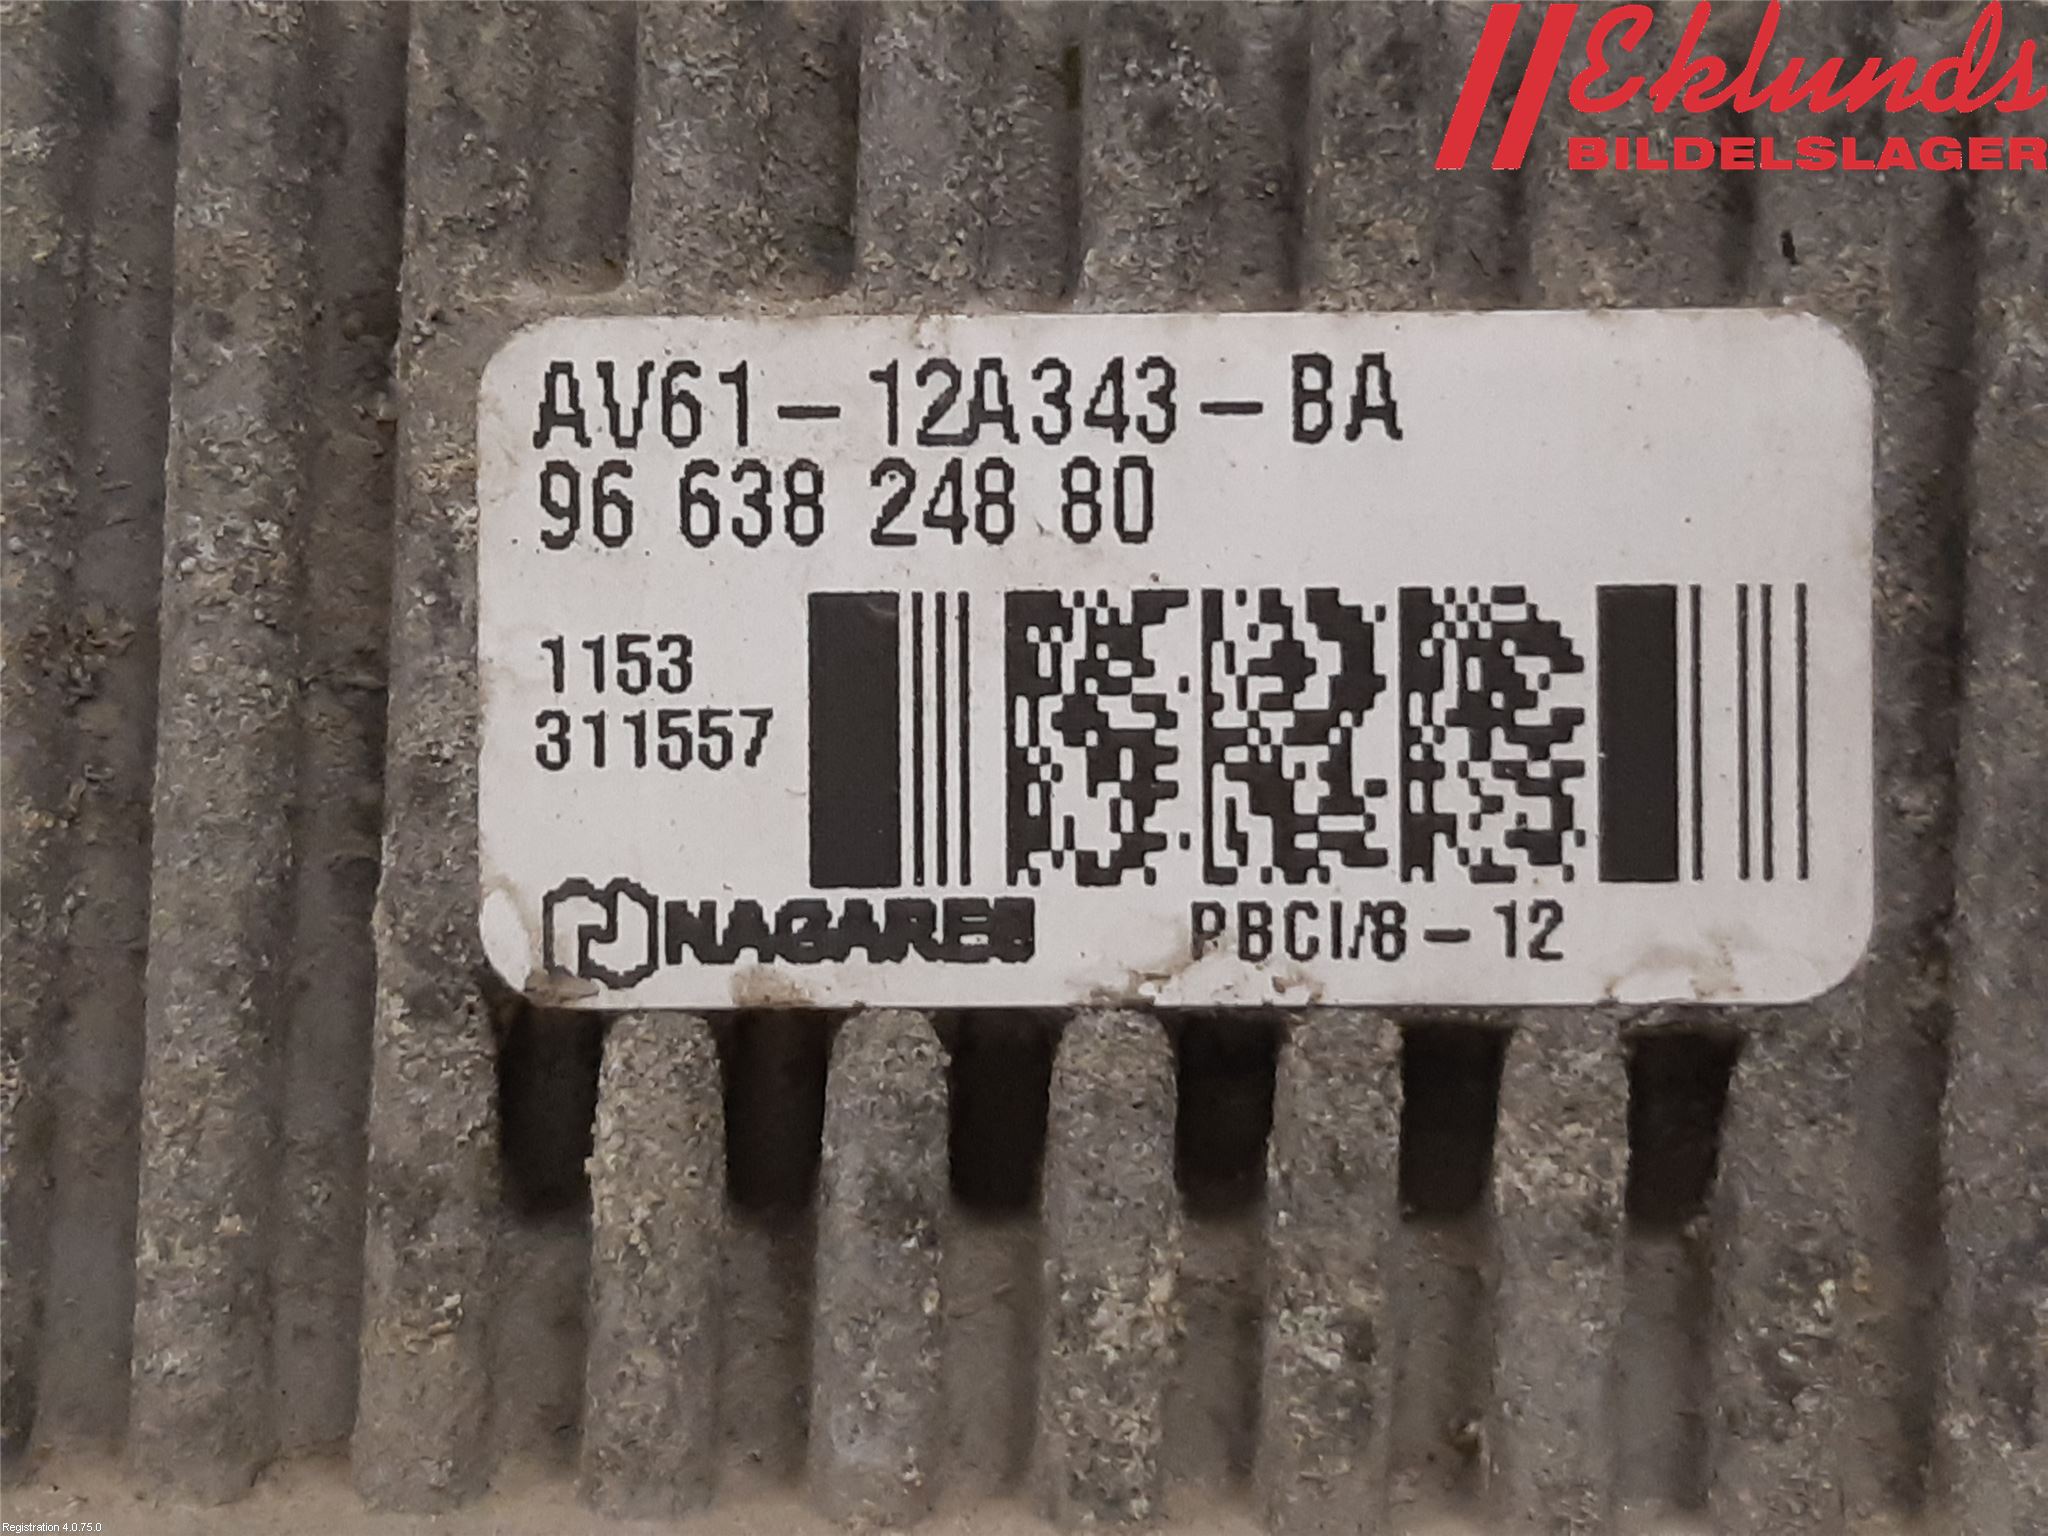 Eklunds
BILDELSLAGER
AV61-12A343-BA
96 638 248 80
1153
311557
NAGARES
PBCI/8-12
Registration 4.0.75.0